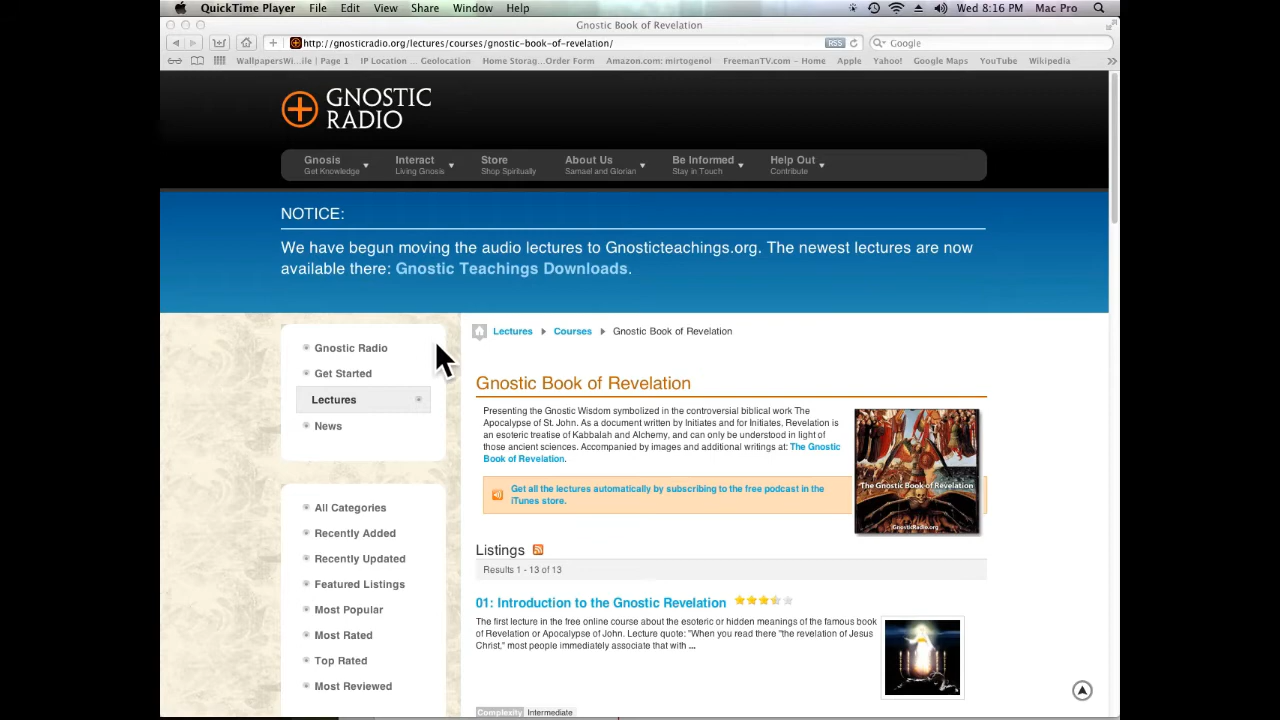 QuickTime Player File Edit View Share Window Help Wed 8:16 PM Mac Pro
Gnostic Book of Revelation
http://gnosticradio.org/lectures/courses/gnostic-book-of-revelation/ RSS Google
WallpapersWi...ile | Page 1 IP Location ... Geolocation Home Storag...Order Form Amazon.com: mirtogenol FreemanTV.com – Home Apple Yahoo! Google Maps YouTube Wikipedia
GNOSTIC
RADIO
Gnosis Interact Store About Us Be Informed Help Out
Get Knowledge Living Gnosis Shop Spiritually Samael and Glorian Stay in Touch Contribute
NOTICE:
We have begun moving the audio lectures to Gnosticteachings.org. The newest lectures are now
available there: Gnostic Teachings Downloads.
Gnostic Radio
Get Started
Lectures
News
All Categories
Recently Added
Recently Updated
Featured Listings
Most Popular
Most Rated
Top Rated
Most Reviewed
Lectures Courses Gnostic Book of Revelation
Gnostic Book of Revelation
Presenting the Gnostic Wisdom symbolized in the controversial biblical work The
Apocalypse of St. John. As a document written by Initiates and for Initiates, Revelation is
an esoteric treatise of Kabbalah and Alchemy, and can only be understood in light of
those ancient sciences. Accompanied by images and additional writings at: The Gnostic
Book of Revelation.
The Gnostic Book of Revelation
GnosticRadio.org
Get all the lectures automatically by subscribing to the free podcast in the
iTunes store.
Listings
Results 1 - 13 of 13
01: Introduction to the Gnostic Revelation
The first lecture in the free online course about the esoteric or hidden meanings of the famous book
of Revelation or Apocalypse of John. Lecture quote: "When you read there "the revelation of Jesus
Christ," most people immediately associate that with ...
Complexity Intermediate